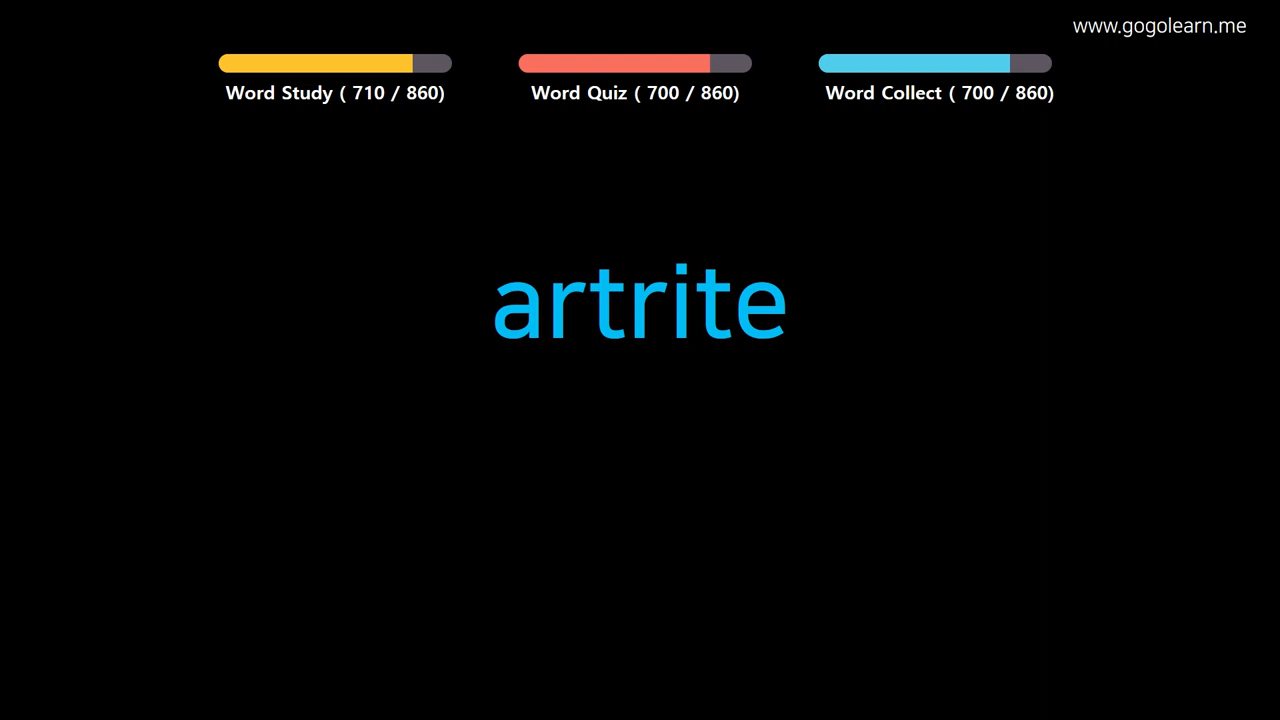 www.gogolearn.me
Word Study ( 710 / 860)
Word Quiz ( 700 / 860)
Word Collect ( 700 / 860)
artrite